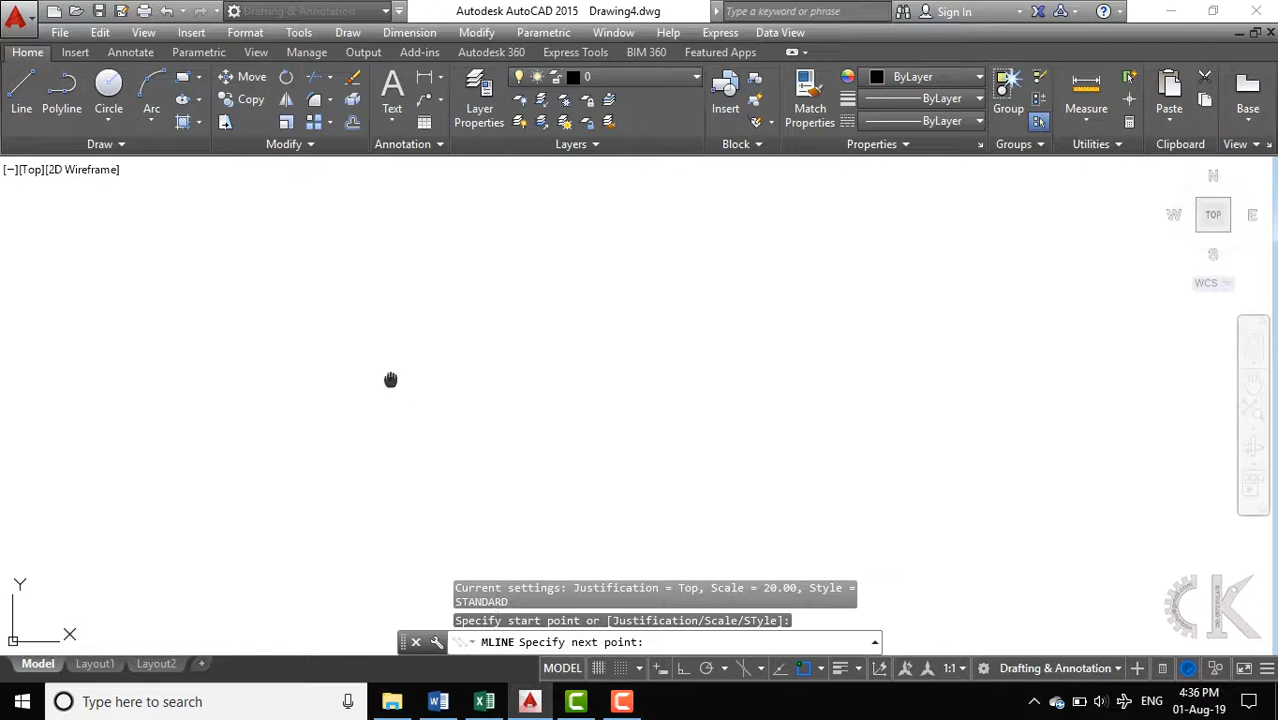 Drafting & Annotation
Autodesk AutoCAD 2015 Drawing4.dwg
Type a keyword or phrase
Sign In
File Edit View Insert Format Tools Draw Dimension Modify Parametric Window Help Express Data View
Home Insert Annotation Parametric View Manage Output Add-ins Autodesk 360 Express Tools BIM 360 Featured Apps
Line Polyline Circle Arc
Move
Copy
Text
Layer Properties
0
Insert
Match Properties
ByLayer
ByLayer
ByLayer
Group
Measure
Paste
Base
Draw Modify Annotation Layers Block Properties Groups Utilities Clipboard View
[−][Top][2D Wireframe]
N
W TOP E
S
WCS
Y
X
Current settings: Justification = Top, Scale = 20.00, Style =
STANDARD
Specify start point or [Justification/Scale/STyle]:
MLINE Specify next point:
CK
Model Layout1 Layout2 +
MODEL 1:1 Drafting & Annotation
Type here to search
ENG
4:36 PM
01-Aug-19